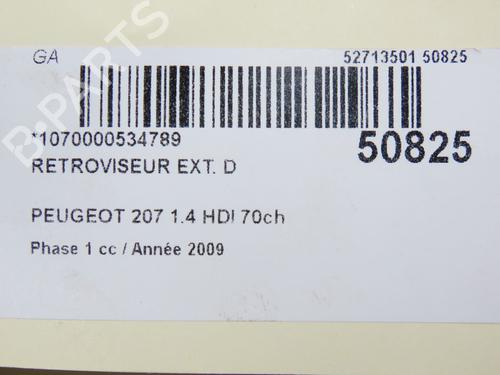 GA 52713501 50825
*1070000534789 50825
RETROVISEUR EXT. D
PEUGEOT 207 1.4 HDI 70ch
Phase 1 cc / Année 2009
B-PARTS